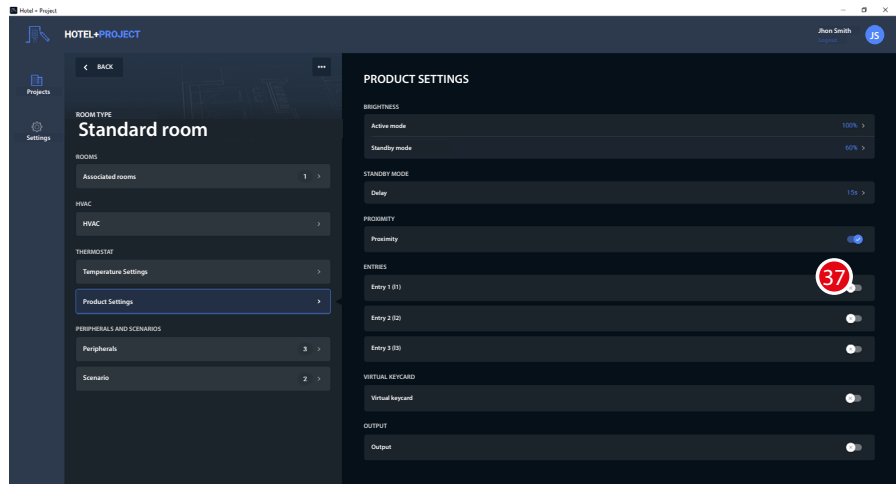 Hotel + Project
HOTEL+PROJECT
Jhon Smith
JS
Projects
Settings
BACK
ROOM TYPE
Standard room
ROOMS
Associated rooms 1
HVAC
HVAC
THERMOSTAT
Temperature Settings
Product Settings
PERIPHERALS AND SCENARIOS
Peripherals 3
Scenario 2
PRODUCT SETTINGS
BRIGHTNESS
Active mode 100%
Standby mode 60%
STANDBY MODE
Delay 15s
PROXIMITY
Proximity
ENTRIES
37
Entry 1 (I1)
Entry 2 (I2)
Entry 3 (I3)
VIRTUAL KEYCARD
Virtual keycard
OUTPUT
Output